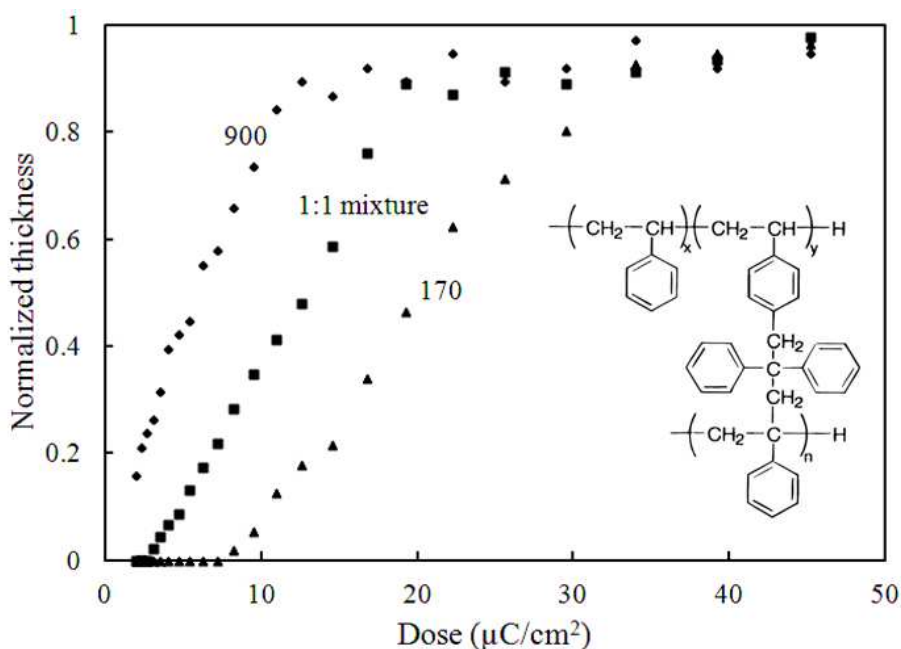 Normalized thickness
1
0.8
0.6
0.4
0.2
0
0
10
20
30
40
50
Dose (µC/cm²)
900
1:1 mixture
170
CH₂ CH x CH₂ CH y H
CH₂
C
CH₂
CH₂ C n H